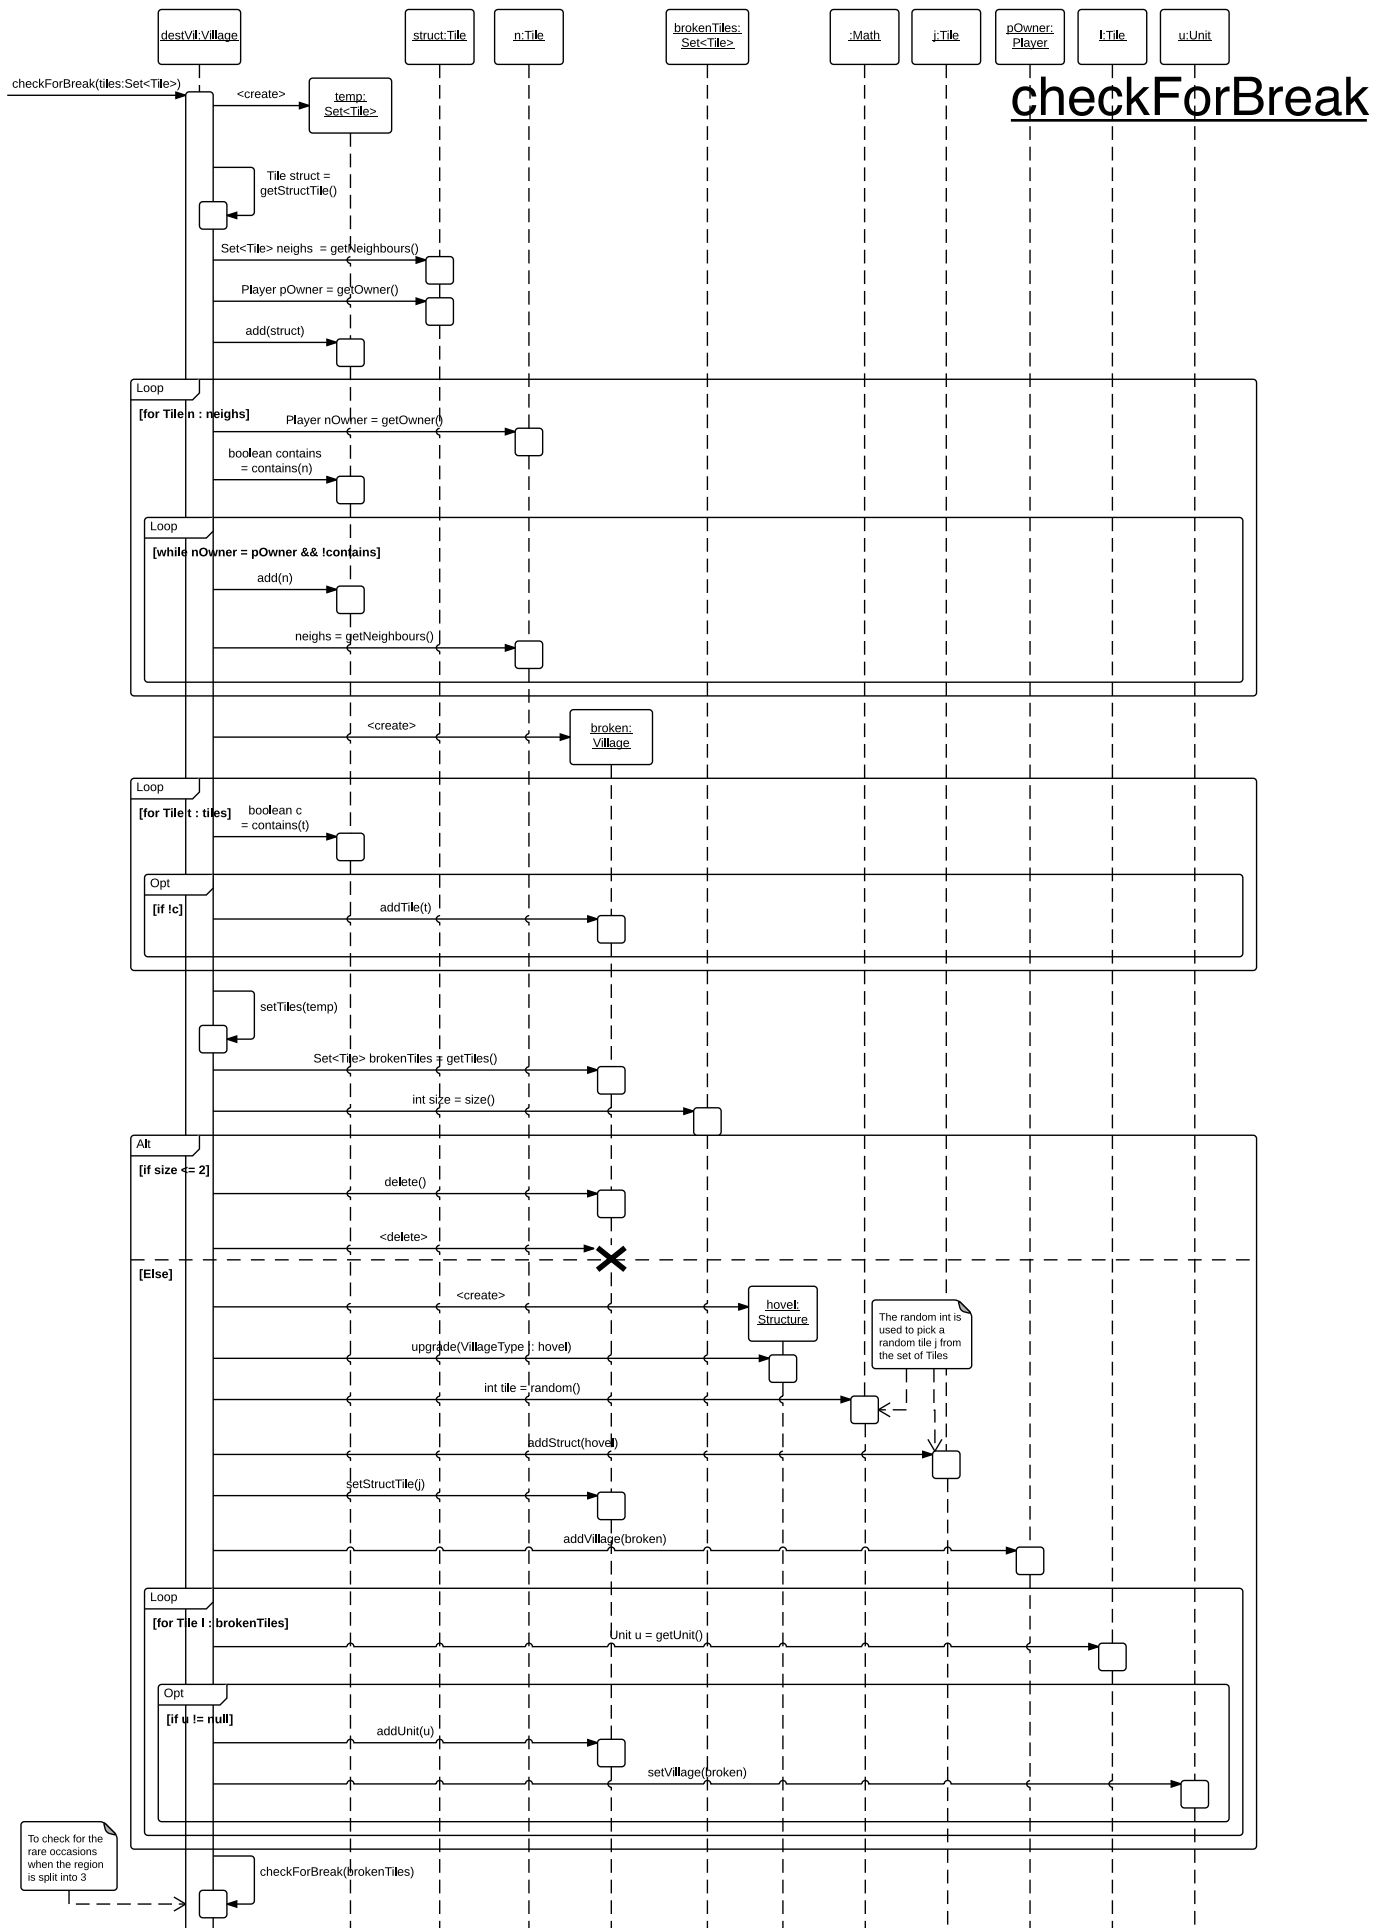 destVil:Village
struct:Tile
n:Tile
brokenTiles:
Set<Tile>
:Math
j:Tile
pOwner:
Player
l:Tile
u:Unit
checkForBreak
checkForBreak(tiles:Set<Tile>)
<create>
temp:
Set<Tile>
Tile struct =
getStructTile()
Set<Tile> neighs = getNeighbours()
Player pOwner = getOwner()
add(struct)
Loop
[for Tile n : neighs]
Player nOwner = getOwner()
boolean contains
= contains(n)
Loop
[while nOwner = pOwner && !contains]
add(n)
neighs = getNeighbours()
<create>
broken:
Village
Loop
[for Tile t : tiles]
boolean c
= contains(t)
Opt
[if !c]
addTile(t)
setTiles(temp)
Set<Tile> brokenTiles = getTiles()
int size = size()
Alt
[if size <= 2]
delete()
<delete>
[Else]
<create>
hovel:
Structure
The random int is
used to pick a
random tile j from
the set of Tiles
upgrade(VillageType : hovel)
int tile = random()
addStruct(hovel)
setStructTile(j)
addVillage(broken)
Loop
[for Tile l : brokenTiles]
Unit u = getUnit()
Opt
[if u != null]
addUnit(u)
setVillage(broken)
To check for the
rare occasions
when the region
is split into 3
checkForBreak(brokenTiles)